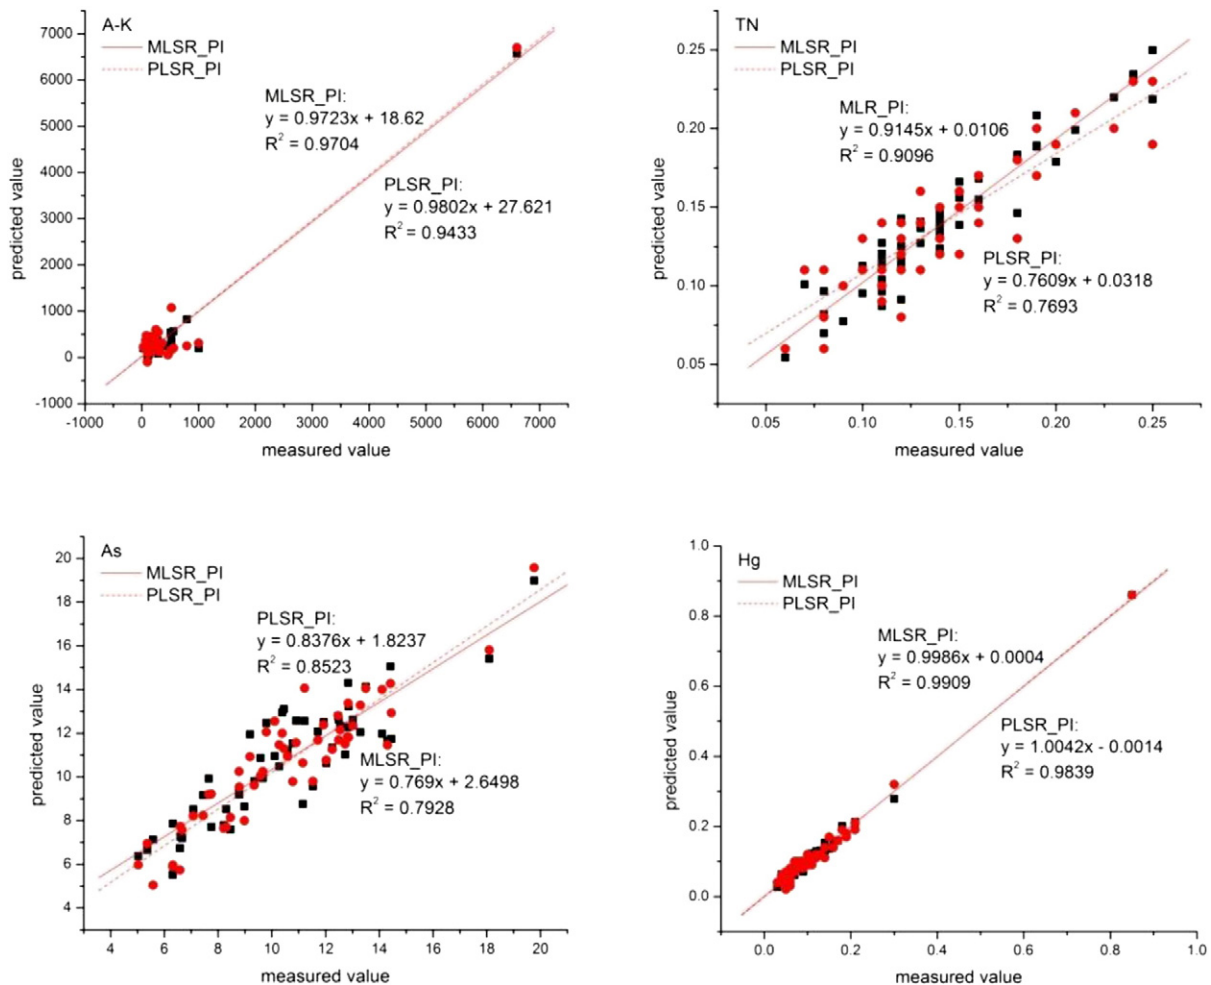 A-K
MLSR_PI
PLSR_PI
MLSR_PI:
y = 0.9723x + 18.62
R² = 0.9704
PLSR_PI:
y = 0.9802x + 27.621
R² = 0.9433
7000
6000
5000
4000
3000
2000
1000
0
-1000
predicted value
-1000 0 1000 2000 3000 4000 5000 6000 7000
measured value
TN
MLSR_PI
PLSR_PI
MLR_PI:
y = 0.9145x + 0.0106
R² = 0.9096
PLSR_PI:
y = 0.7609x + 0.0318
R² = 0.7693
0.25
0.20
0.15
0.10
0.05
predicted value
0.05 0.10 0.15 0.20 0.25
measured value
As
MLSR_PI
PLSR_PI
PLSR_PI:
y = 0.8376x + 1.8237
R² = 0.8523
MLSR_PI:
y = 0.769x + 2.6498
R² = 0.7928
20
18
16
14
12
10
8
6
4
predicted value
4 6 8 10 12 14 16 18 20
measured value
Hg
MLSR_PI
PLSR_PI
MLSR_PI:
y = 0.9986x + 0.0004
R² = 0.9909
PLSR_PI:
y = 1.0042x - 0.0014
R² = 0.9839
1.0
0.8
0.6
0.4
0.2
0.0
predicted value
0.0 0.2 0.4 0.6 0.8 1.0
measured value